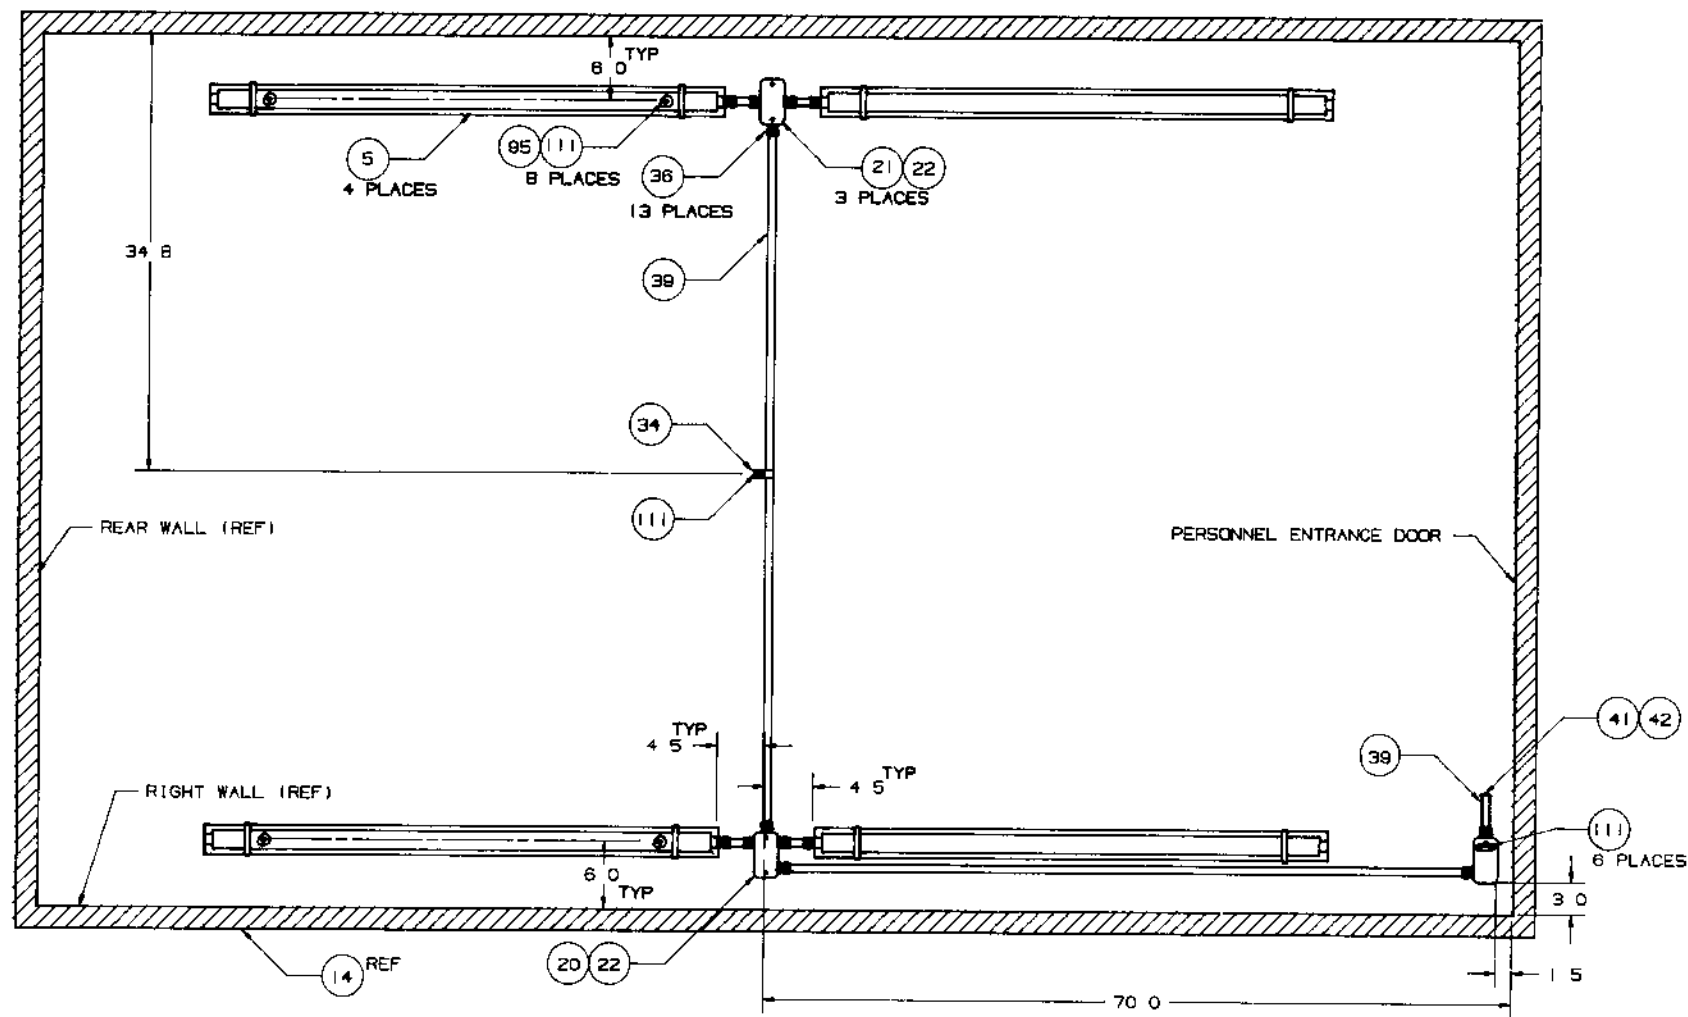 TYP
6 0
5
4 PLACES
95 111
8 PLACES
36
13 PLACES
21 22
3 PLACES
34 8
39
34
111
REAR WALL (REF)
PERSONNEL ENTRANCE DOOR
41 42
TYP
4 5
39
TYP
4 5
RIGHT WALL (REF)
111
6 PLACES
6 0
TYP
3 0
20 22
14 REF
1 5
70 0